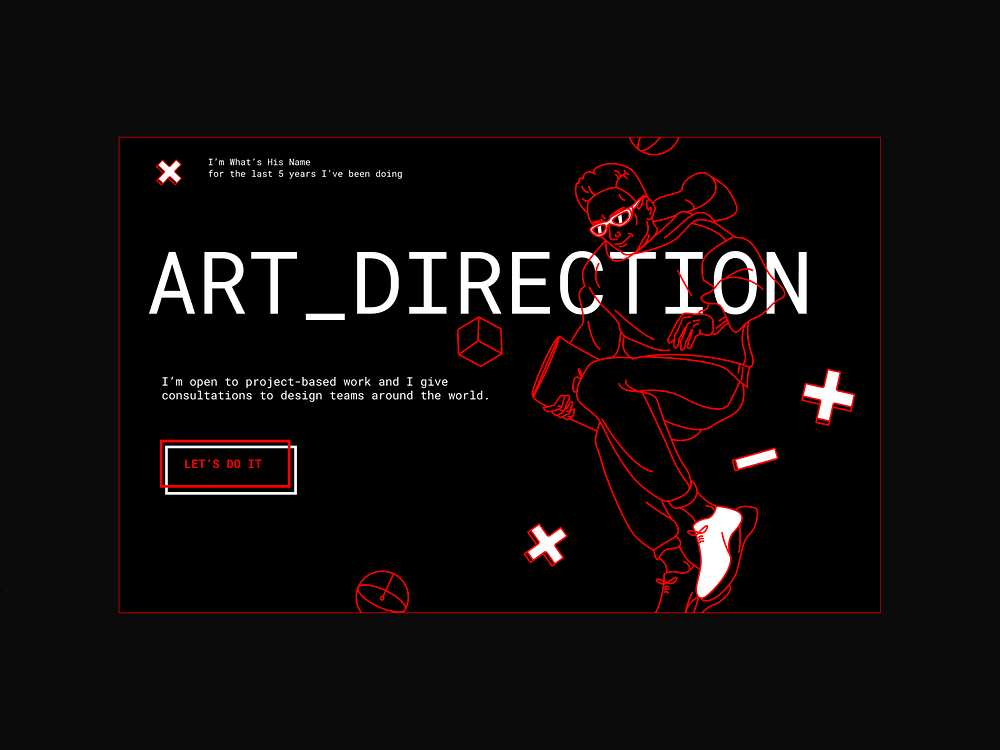 I’m What’s His Name
for the last 5 years I’ve been doing
ART_DIRECTION
I’m open to project-based work and I give
consultations to design teams around the world.
LET’S DO IT